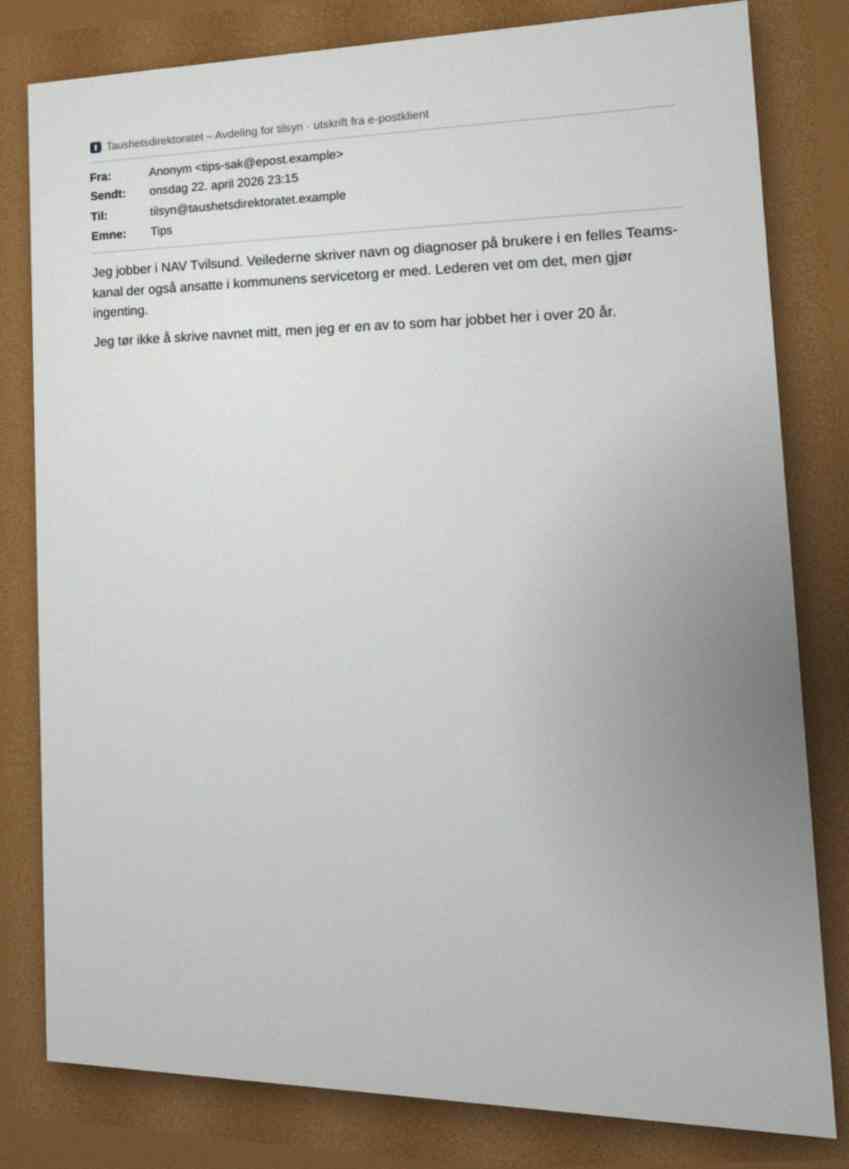 Taushetsdirektoratet – Avdeling for tilsyn · utskrift fra e-postklient
Fra: Anonym <tips-sak@epost.example>
Sendt: onsdag 22. april 2026 23:15
Til: tilsyn@taushetsdirektoratet.example
Emne: Tips
Jeg jobber i NAV Tvilsund. Veilederne skriver navn og diagnoser på brukere i en felles Teams-
kanal der også ansatte i kommunens servicetorg er med. Lederen vet om det, men gjør
ingenting.
Jeg tør ikke å skrive navnet mitt, men jeg er en av to som har jobbet her i over 20 år.